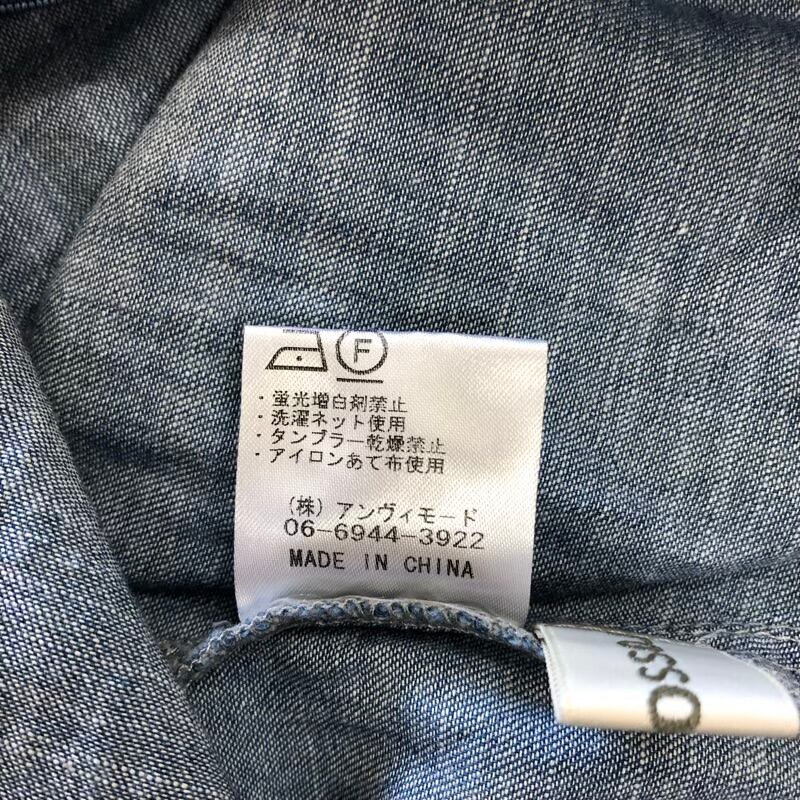 F
・蛍光増白剤禁止
・洗濯ネット使用
・タンブラー乾燥禁止
・アイロンあて布使用
(株) アンヴィモード
06-6944-3922
MADE IN CHINA